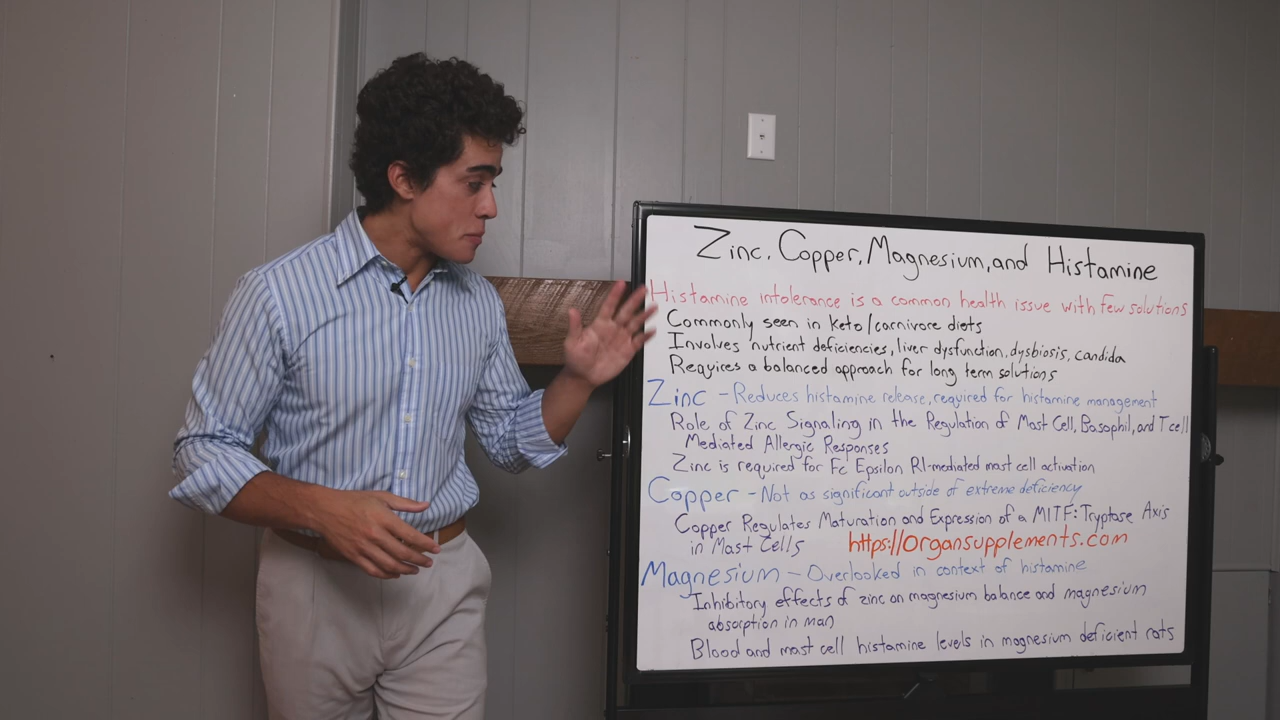 Zinc, Copper, Magnesium, and Histamine
Histamine intolerance is a common health issue with few solutions
Commonly seen in keto/carnivore diets
Involves nutrient deficiencies, liver dysfunction, dysbiosis, candida
Requires a balanced approach for long term solutions
Zinc - Reduces histamine release, required for histamine management
Role of Zinc Signaling in the Regulation of Mast Cell, Basophil, and T cell
Mediated Allergic Responses
Zinc is required for Fc Epsilon RI-mediated mast cell activation
Copper - Not as significant outside of extreme deficiency
Copper Regulates Maturation and Expression of a MITF: Tryptase Axis
in Mast Cells https://Organsupplements.com
Magnesium - Overlooked in context of histamine
Inhibitory effects of zinc on magnesium balance and magnesium
absorption in man
Blood and mast cell histamine levels in magnesium deficient rats